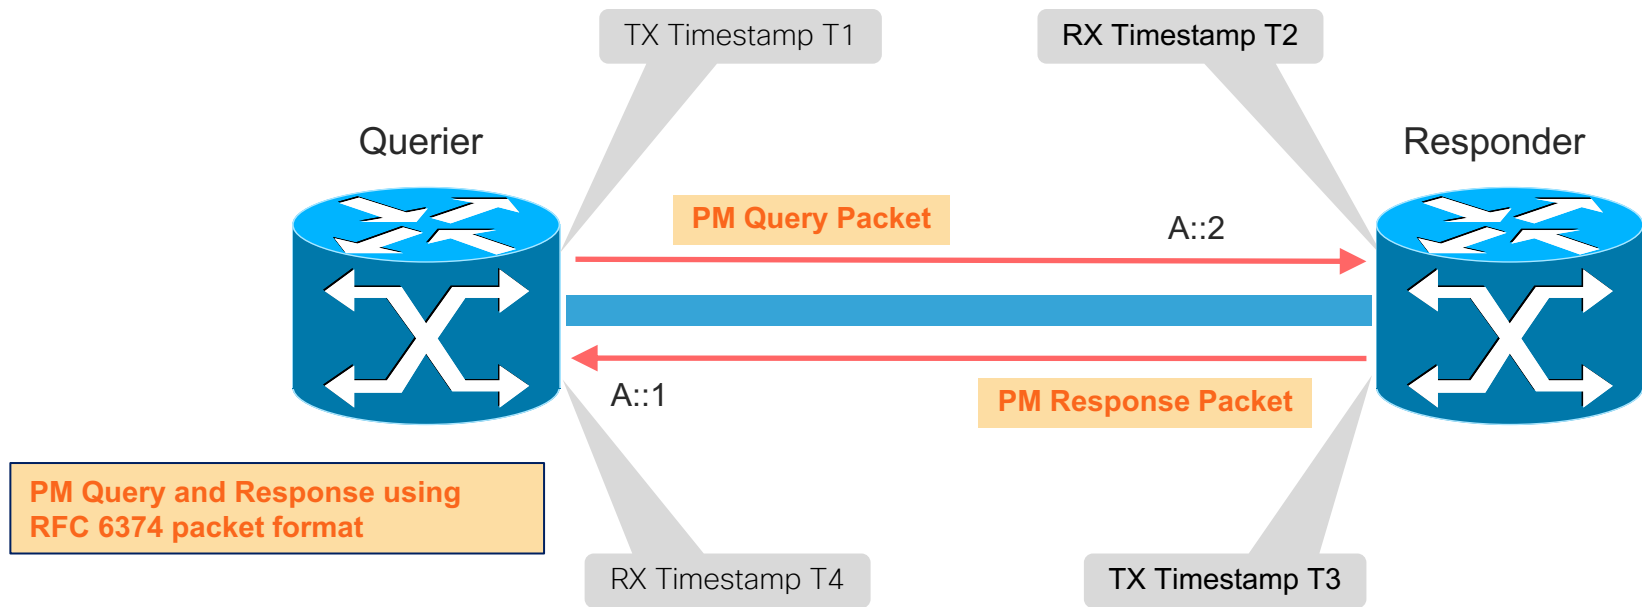 TX Timestamp T1
RX Timestamp T2
Querier
Responder
PM Query Packet
A::2
A::1
PM Response Packet
PM Query and Response using
RFC 6374 packet format
RX Timestamp T4
TX Timestamp T3